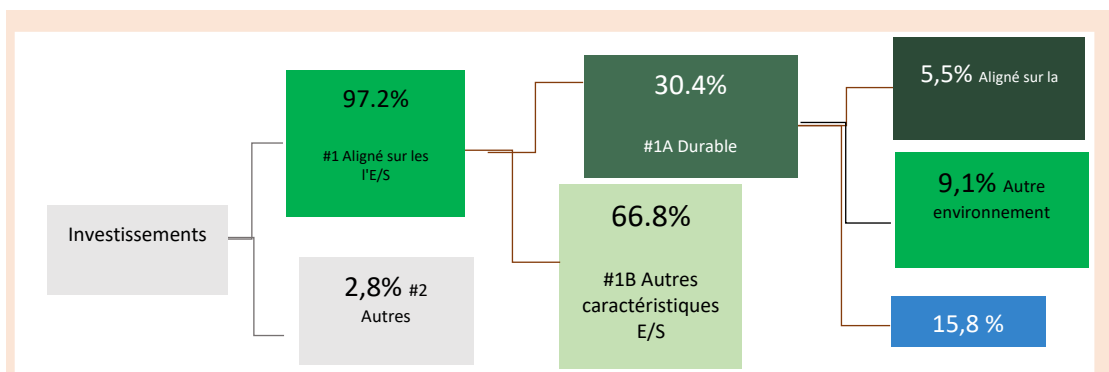 Investissements
97.2%
#1 Aligné sur les
l'E/S
2,8% #2
Autres
30.4%
#1A Durable
66.8%
#1B Autres
caractéristiques
E/S
5,5% Aligné sur la
9,1% Autre
environnement
15,8 %